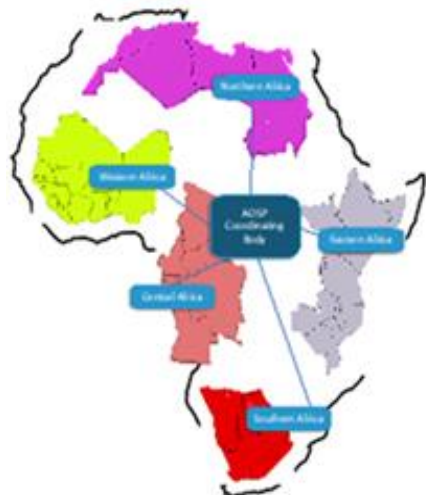 Northern Africa
Western Africa
AOSP
Coordinating
Body
Eastern Africa
Central Africa
Southern Africa